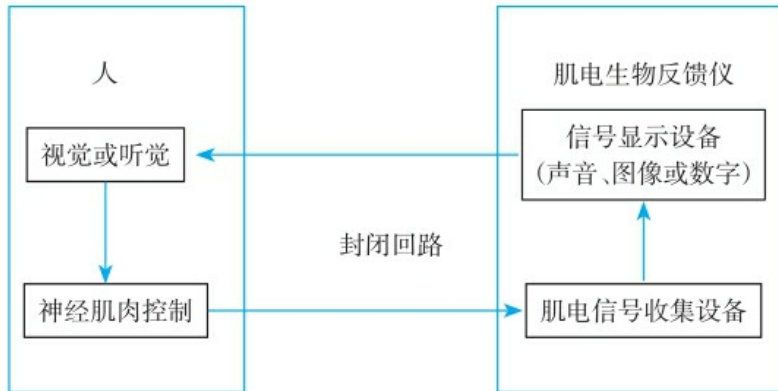 人
肌电生物反馈仪
视觉或听觉
信号显示设备
(声音、图像或数字)
封闭回路
神经肌肉控制
肌电信号收集设备